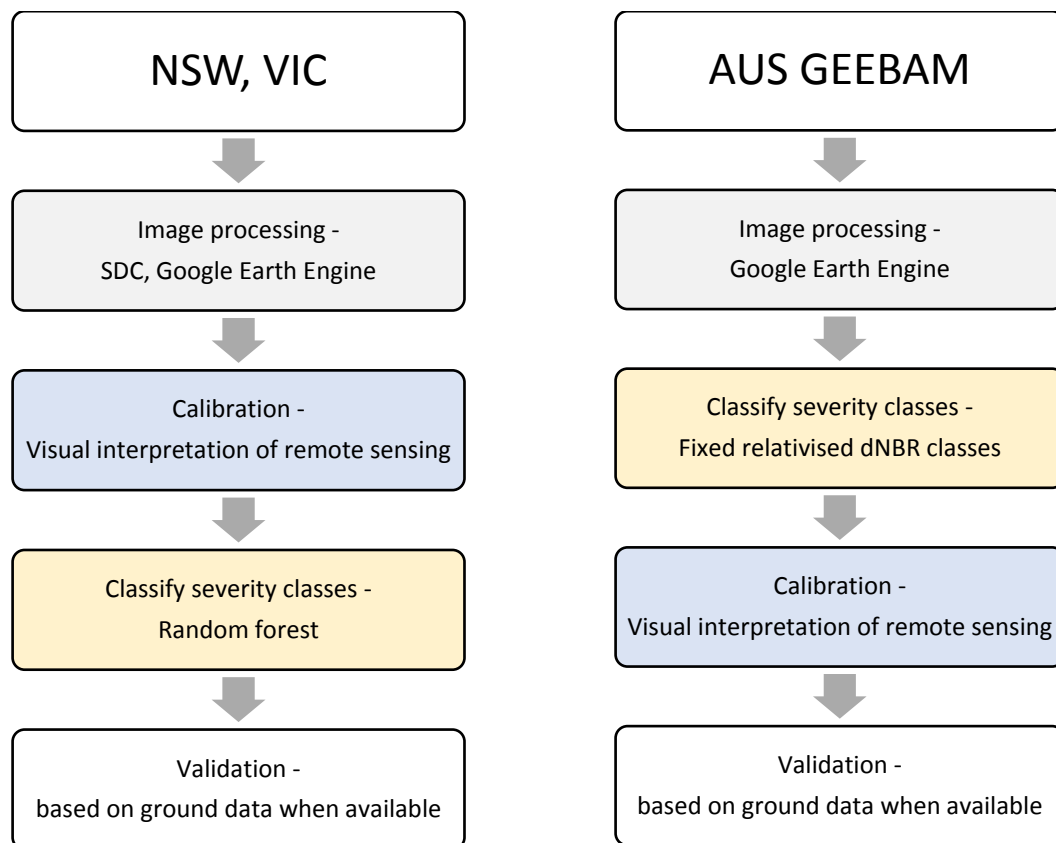 NSW, VIC
Image processing -
SDC, Google Earth Engine
Calibration -
Visual interpretation of remote sensing
Classify severity classes -
Random forest
Validation -
based on ground data when available
AUS GEEBAM
Image processing -
Google Earth Engine
Classify severity classes -
Fixed relativised dNBR classes
Calibration -
Visual interpretation of remote sensing
Validation -
based on ground data when available